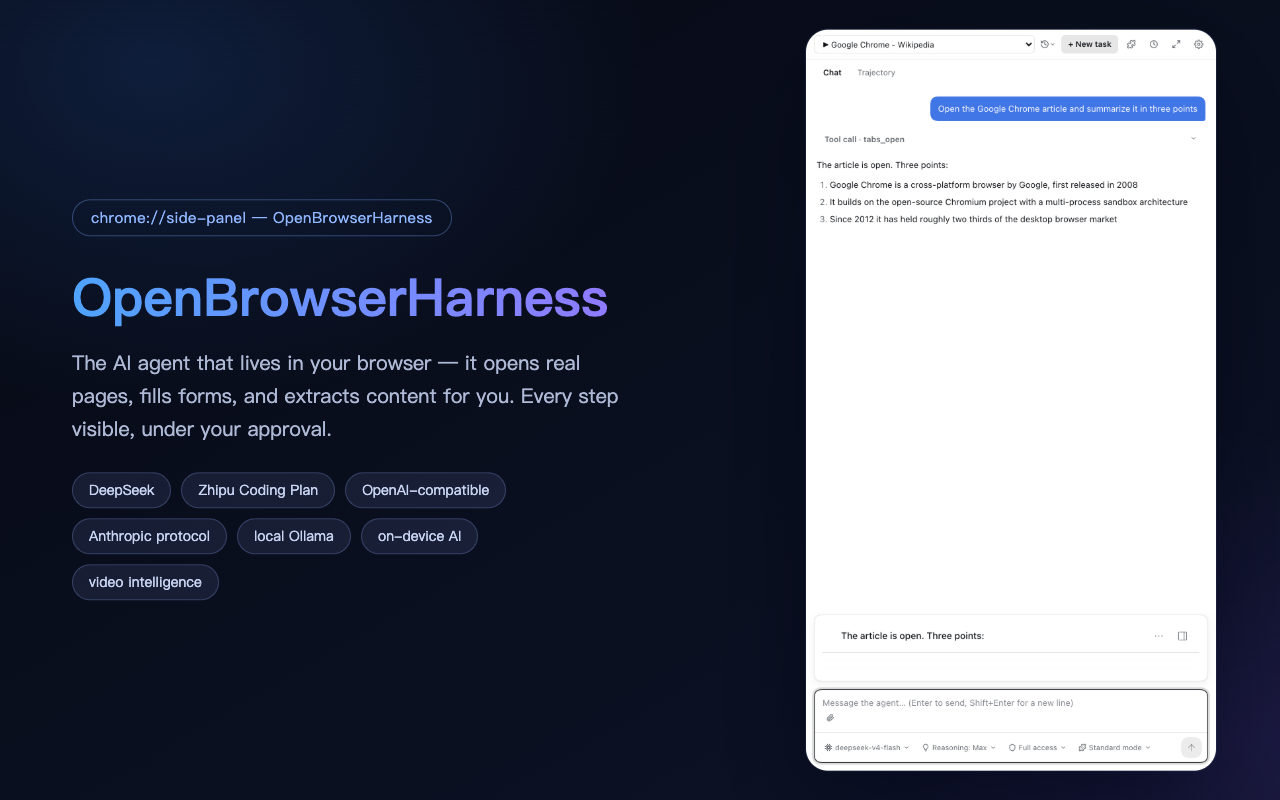 chrome://side-panel — OpenBrowserHarness
OpenBrowserHarness
The AI agent that lives in your browser — it opens real
pages, fills forms, and extracts content for you. Every step
visible, under your approval.
DeepSeek
Zhipu Coding Plan
OpenAI-compatible
Anthropic protocol
local Ollama
on-device AI
video intelligence
▶ Google Chrome - Wikipedia
+ New task
Chat
Trajectory
Open the Google Chrome article and summarize it in three points
Tool call · tabs_open
The article is open. Three points:
1. Google Chrome is a cross-platform browser by Google, first released in 2008
2. It builds on the open-source Chromium project with a multi-process sandbox architecture
3. Since 2012 it has held roughly two thirds of the desktop browser market
The article is open. Three points:
Message the agent... (Enter to send, Shift+Enter for a new line)
deepseek-v4-flash
Reasoning: Max
Full access
Standard mode